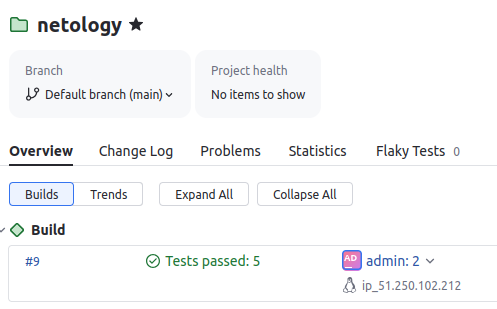 netology
Branch Project health
Default branch (main) No items to show
Overview Change Log Problems Statistics Flaky Tests 0
Builds Trends Expand All Collapse All
Build
#9 Tests passed: 5 AD admin: 2
ip_51.250.102.212